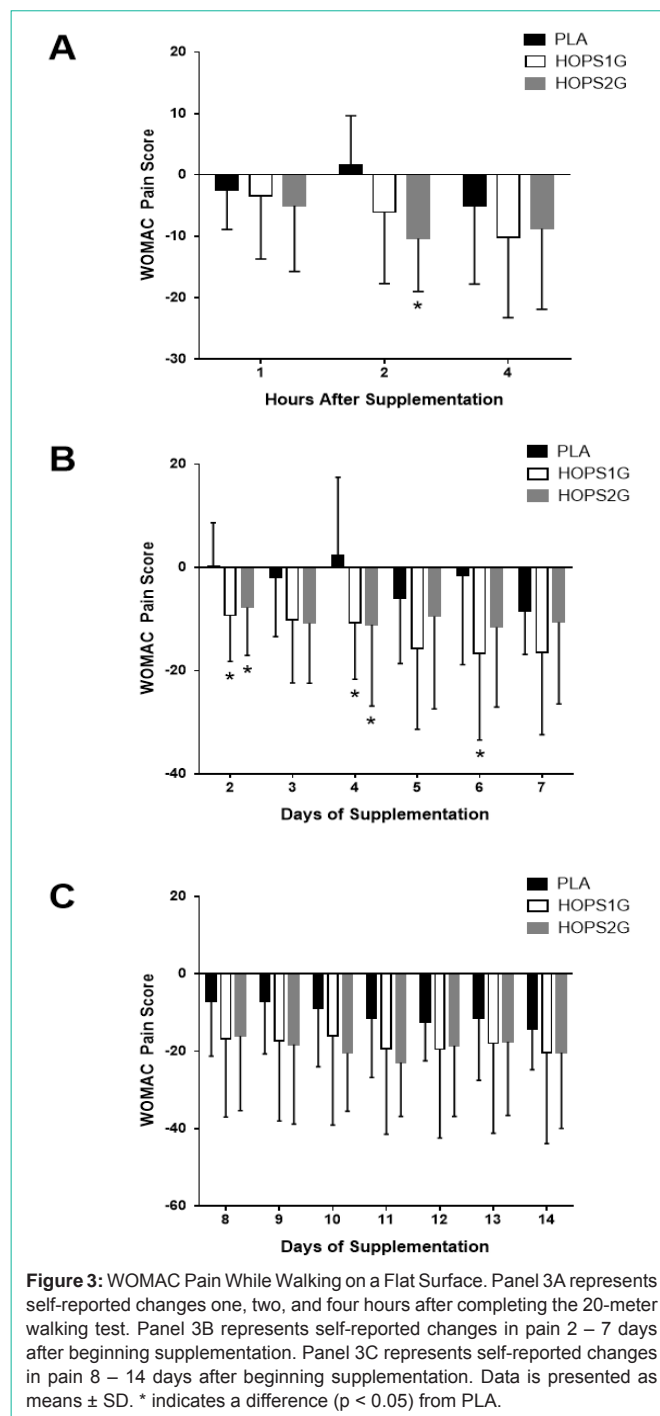 A
PLA
HOPS1G
HOPS2G
20
10
0
-10
-20
-30
WOMAC Pain Score
*
1 2 4
Hours After Supplementation
B
PLA
HOPS1G
HOPS2G
20
0
-20
-40
WOMAC Pain Score
* * * * *
2 3 4 5 6 7
Days of Supplementation
C
PLA
HOPS1G
HOPS2G
20
0
-20
-40
-60
WOMAC Pain Score
8 9 10 11 12 13 14
Days of Supplementation
Figure 3: WOMAC Pain While Walking on a Flat Surface. Panel 3A represents
self-reported changes one, two, and four hours after completing the 20-meter
walking test. Panel 3B represents self-reported changes in pain 2 – 7 days
after beginning supplementation. Panel 3C represents self-reported changes
in pain 8 – 14 days after beginning supplementation. Data is presented as
means ± SD. * indicates a difference (p < 0.05) from PLA.